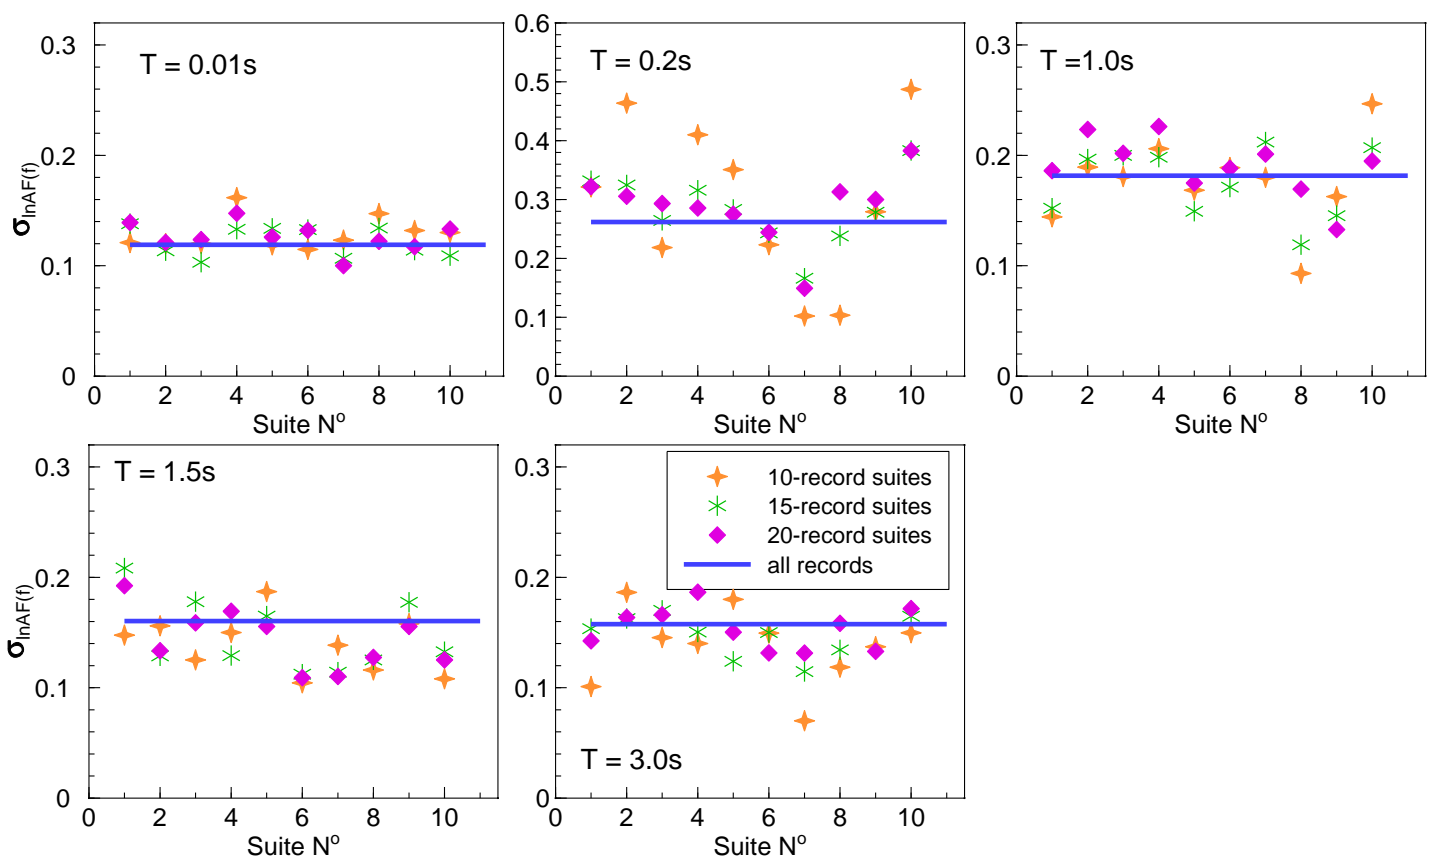 T = 0.01s
T = 0.2s
T =1.0s
σlnAF(f)
0.3
0.2
0.1
0
0.6
0.5
0.4
0.3
0.2
0.1
0
0.3
0.2
0.1
0
0 2 4 6 8 10
0 2 4 6 8 10
0 2 4 6 8 10
Suite Nº
Suite Nº
Suite Nº
T = 1.5s
10-record suites
15-record suites
20-record suites
all records
T = 3.0s
σlnAF(f)
0.3
0.2
0.1
0
0.3
0.2
0.1
0
0 2 4 6 8 10
0 2 4 6 8 10
Suite Nº
Suite Nº